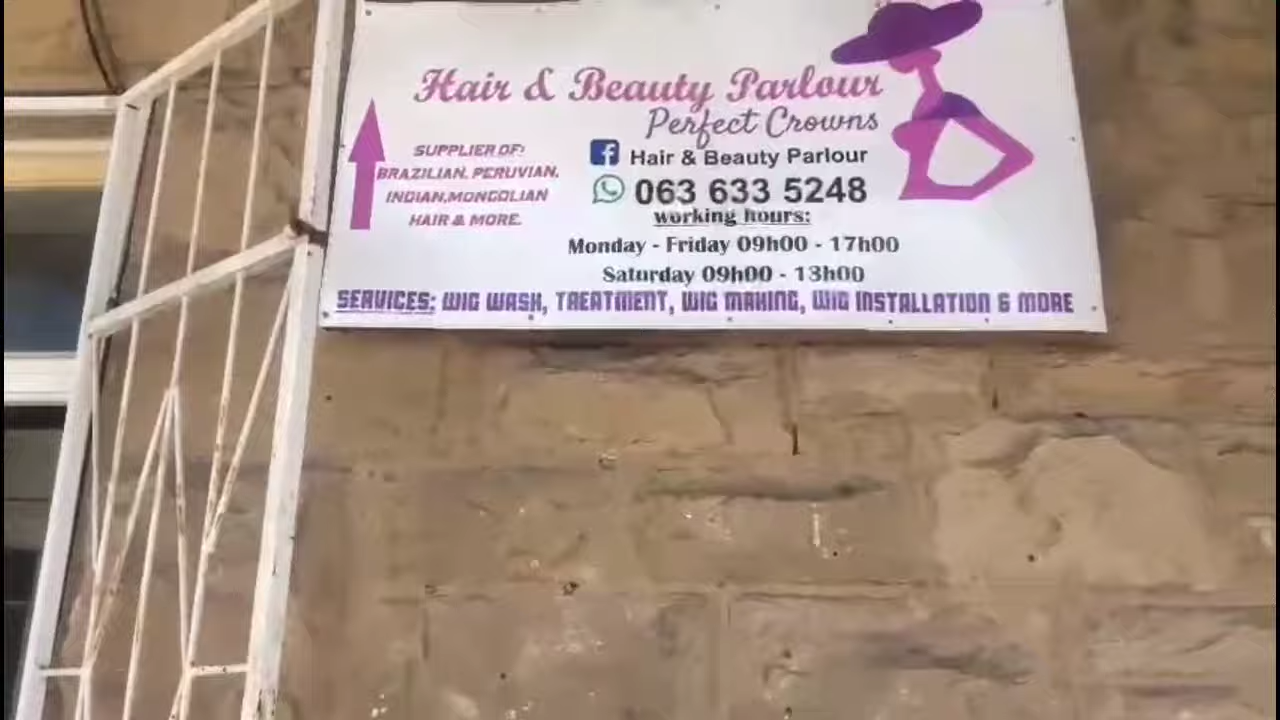 Hair & Beauty Parlour
Perfect Crowns
SUPPLIER OF:
BRAZILIAN, PERUVIAN,
INDIAN,MONGOLIAN
HAIR & MORE.
Hair & Beauty Parlour
063 633 5248
working hours:
Monday - Friday 09h00 - 17h00
Saturday 09h00 - 13h00
SERVICES: WIG WASH, TREATMENT, WIG MAKING, WIG INSTALLATION & MORE